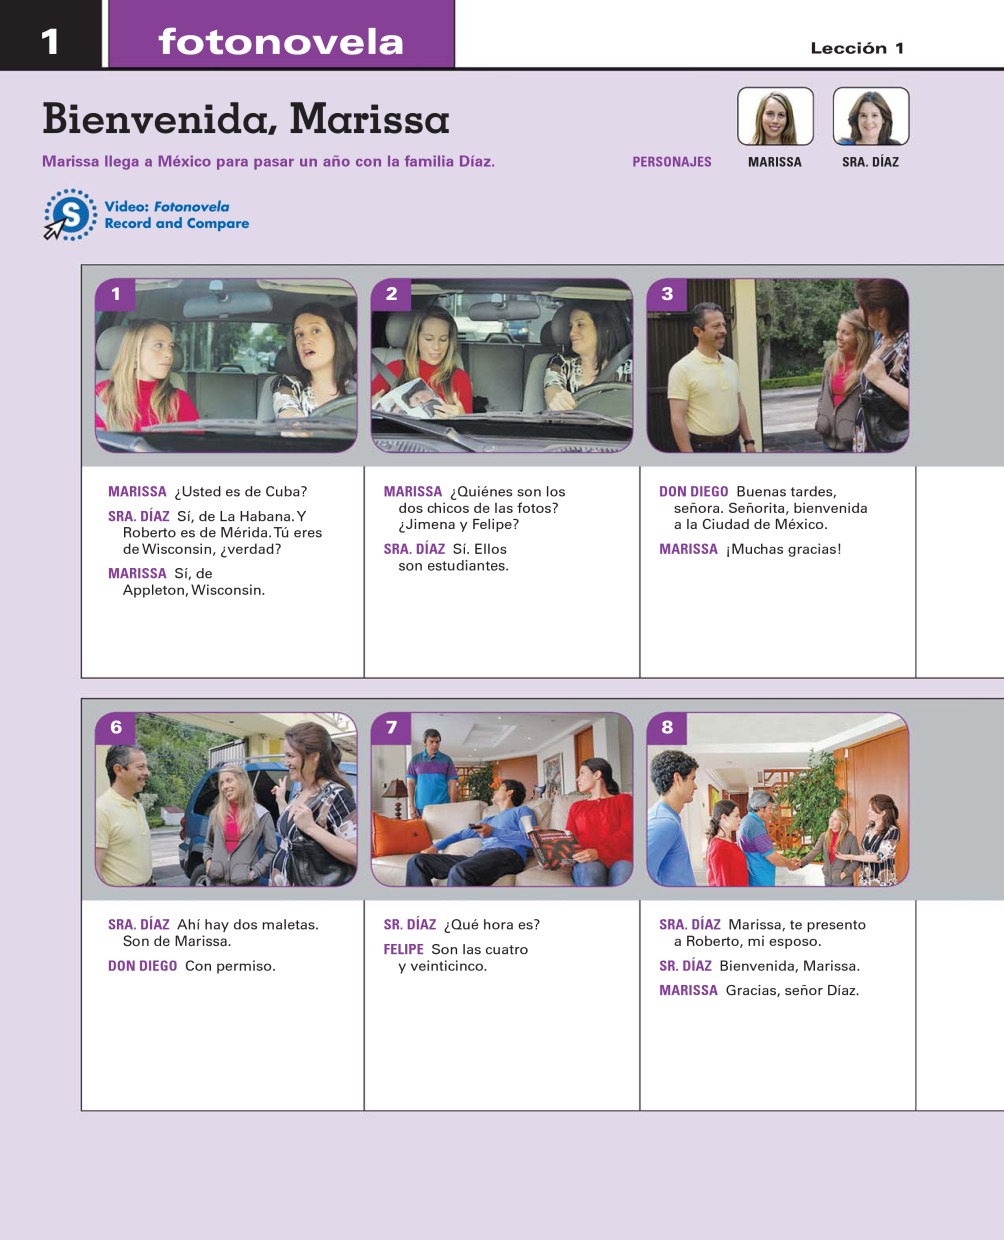 1
fotonovela
Lección 1
Bienvenida, Marissa
Marissa llega a México para pasar un año con la familia Díaz.
PERSONAJES
MARISSA
SRA. DÍAZ
S
Video: Fotonovela
Record and Compare
1
MARISSA ¿Usted es de Cuba?
SRA. DÍAZ Sí, de La Habana. Y
Roberto es de Mérida. Tú eres
de Wisconsin, ¿verdad?
MARISSA Sí, de
Appleton, Wisconsin.
2
MARISSA ¿Quiénes son los
dos chicos de las fotos?
¿Jimena y Felipe?
SRA. DÍAZ Sí. Ellos
son estudiantes.
3
DON DIEGO Buenas tardes,
señora. Señorita, bienvenida
a la Ciudad de México.
MARISSA ¡Muchas gracias!
6
SRA. DÍAZ Ahí hay dos maletas.
Son de Marissa.
DON DIEGO Con permiso.
7
SR. DÍAZ ¿Qué hora es?
FELIPE Son las cuatro
y veinticinco.
8
SRA. DÍAZ Marissa, te presento
a Roberto, mi esposo.
SR. DÍAZ Bienvenida, Marissa.
MARISSA Gracias, señor Díaz.